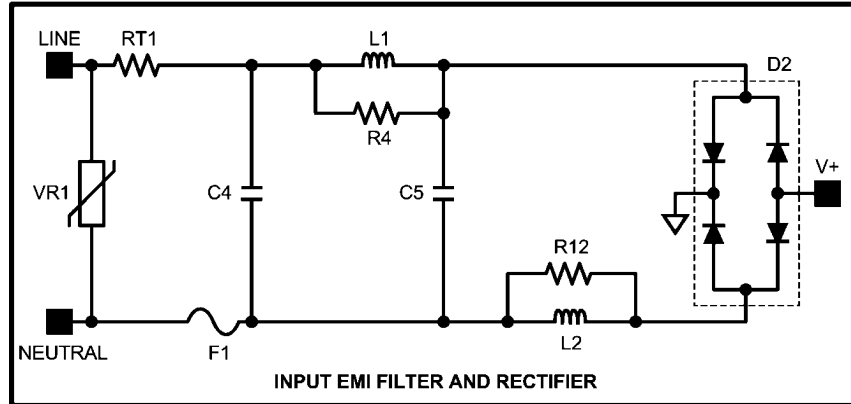 LINE
RT1
L1
D2
R4
VR1
C4
C5
V+
R12
NEUTRAL
F1
L2
INPUT EMI FILTER AND RECTIFIER